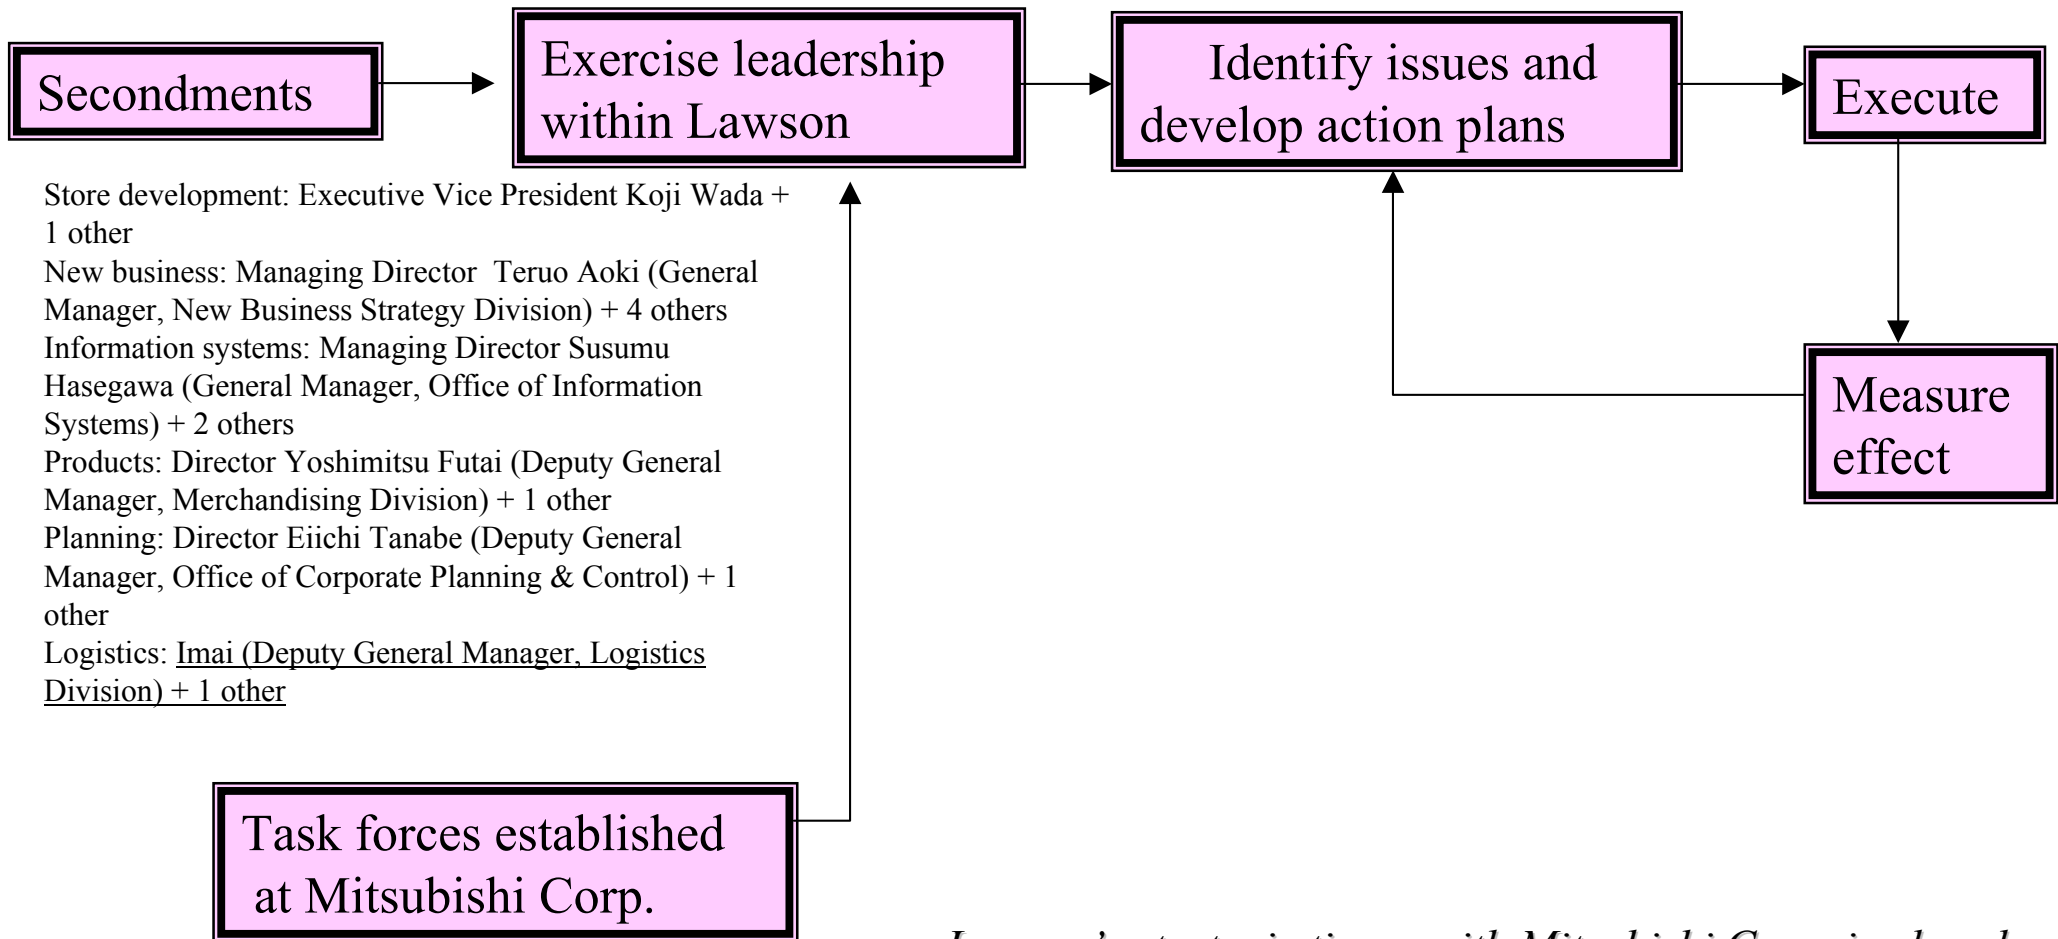 Secondments
Exercise leadership
within Lawson
Identify issues and
develop action plans
Execute
Store development: Executive Vice President Koji Wada +
1 other
New business: Managing Director  Teruo Aoki (General
Manager, New Business Strategy Division) + 4 others
Information systems: Managing Director Susumu
Hasegawa (General Manager, Office of Information
Systems) + 2 others
Products: Director Yoshimitsu Futai (Deputy General
Manager, Merchandising Division) + 1 other
Planning: Director Eiichi Tanabe (Deputy General
Manager, Office of Corporate Planning & Control) + 1
other
Logistics: Imai (Deputy General Manager, Logistics
Division) + 1 other
Measure
effect
Task forces established
at Mitsubishi Corp.
with Mitsubishi Corp.